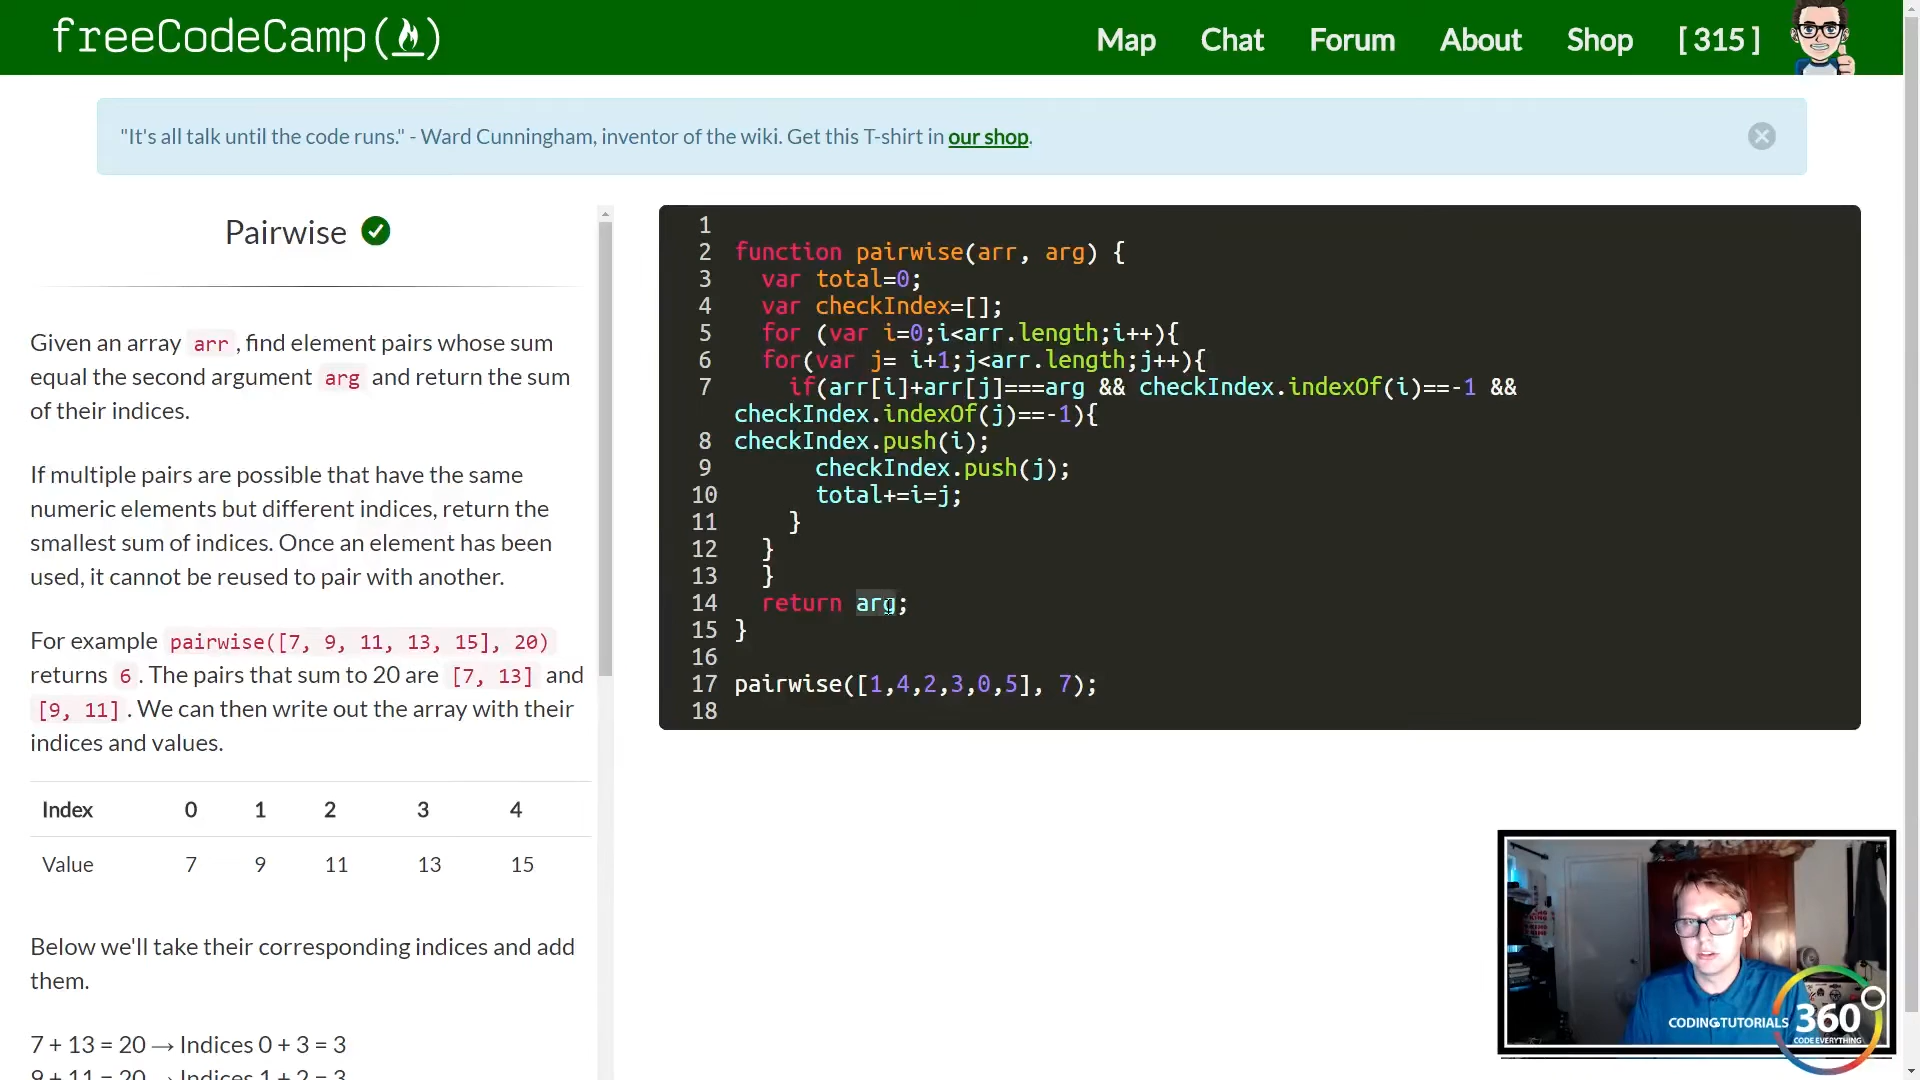 freeCodeCamp(🔥)
Map Chat Forum About Shop [ 315 ]
"It's all talk until the code runs." - Ward Cunningham, inventor of the wiki. Get this T-shirt in our shop.
Pairwise
Given an array arr , find element pairs whose sum
equal the second argument arg and return the sum
of their indices.
If multiple pairs are possible that have the same
numeric elements but different indices, return the
smallest sum of indices. Once an element has been
used, it cannot be reused to pair with another.
For example pairwise([7, 9, 11, 13, 15], 20)
returns 6 . The pairs that sum to 20 are [7, 13] and
[9, 11] . We can then write out the array with their
indices and values.
Index 0 1 2 3 4
Value 7 9 11 13 15
Below we'll take their corresponding indices and add
them.
7 + 13 = 20 → Indices 0 + 3 = 3
9 + 11 = 20 → Indices 1 + 2 = 3
1
2 function pairwise(arr, arg) {
3 var total=0;
4 var checkIndex=[];
5 for (var i=0;i<arr.length;i++){
6 for(var j= i+1;j<arr.length;j++){
7 if(arr[i]+arr[j]===arg && checkIndex.indexOf(i)==-1 &&
checkIndex.indexOf(j)==-1){
8 checkIndex.push(i);
9 checkIndex.push(j);
10 total+=i=j;
11 }
12 }
13 }
14 return arg;
15 }
16
17 pairwise([1,4,2,3,0,5], 7);
18
CODINGTUTORIALS 360
CODE EVERYTHING